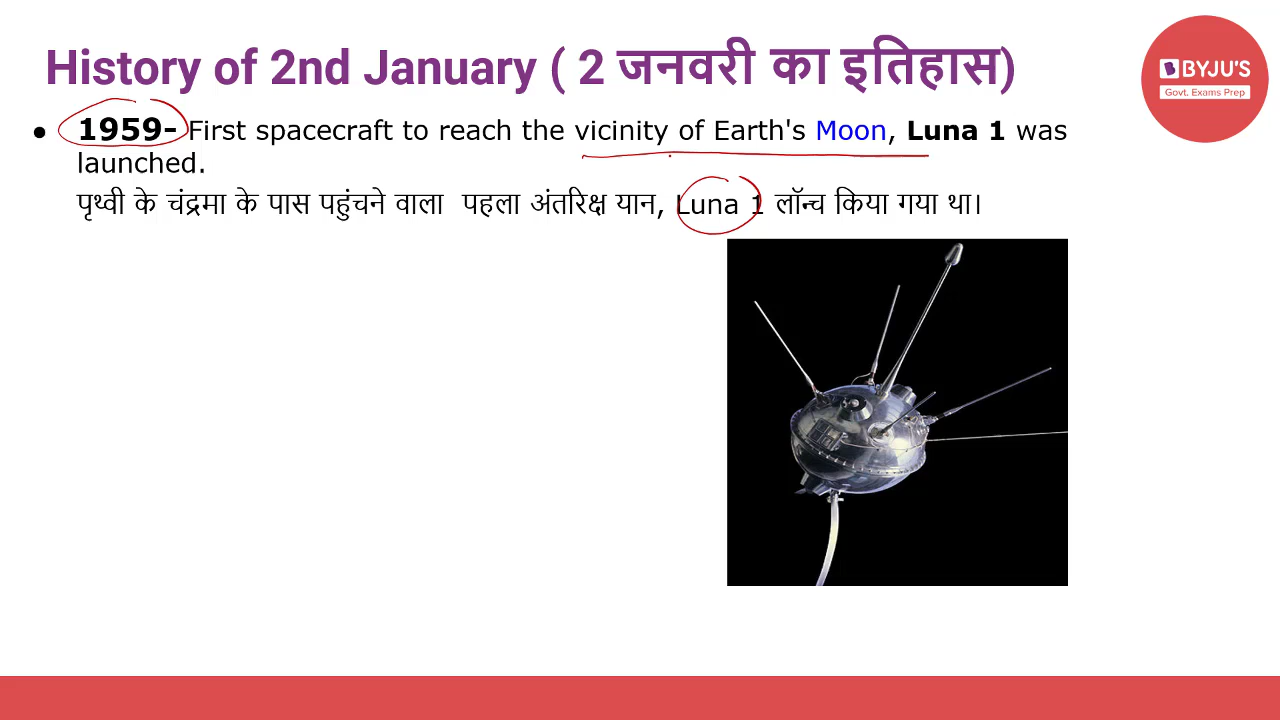 History of 2nd January ( 2 जनवरी का इतिहास)
BYJU'S
Govt. Exams Prep
● 1959- First spacecraft to reach the vicinity of Earth's Moon, Luna 1 was
launched.
पृथ्वी के चंद्रमा के पास पहुंचने वाला पहला अंतरिक्ष यान, Luna 1 लॉन्च किया गया था।